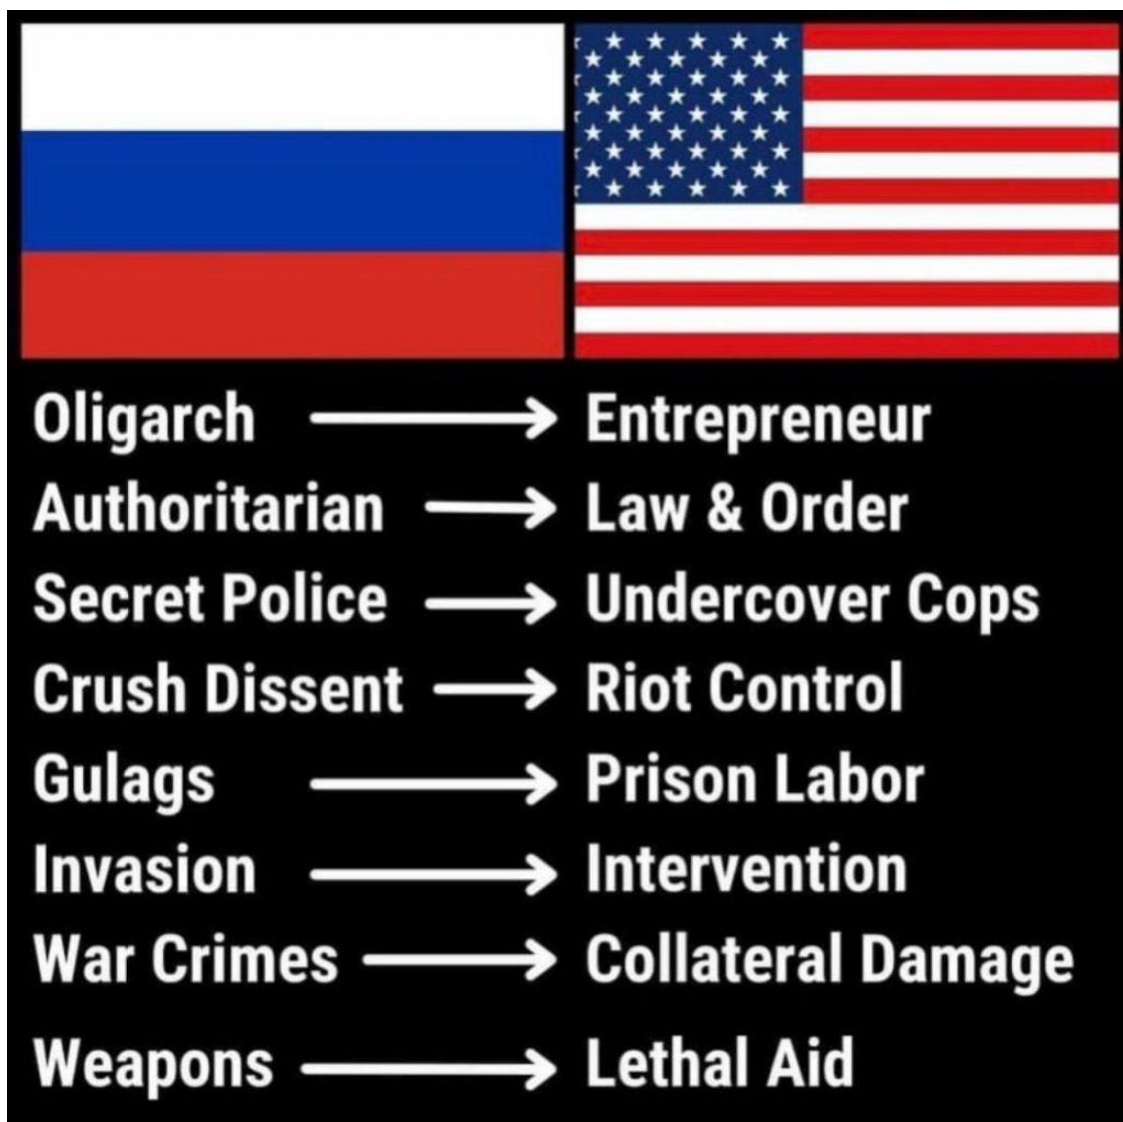 Oligarch → Entrepreneur
Authoritarian → Law & Order
Secret Police → Undercover Cops
Crush Dissent → Riot Control
Gulags → Prison Labor
Invasion → Intervention
War Crimes → Collateral Damage
Weapons → Lethal Aid